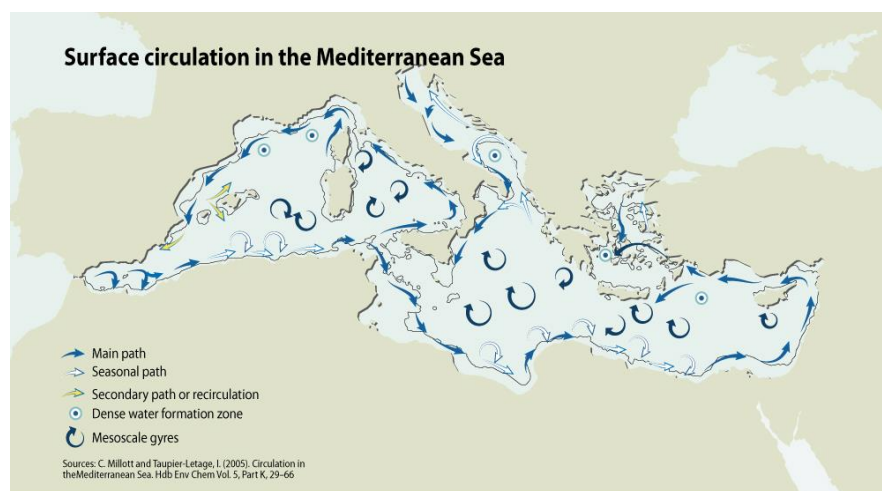 Surface circulation in the Mediterranean Sea
Main path
Seasonal path
Secondary path or recirculation
Dense water formation zone
Mesoscale gyres
Sources: C. Millott and Taupier-Letage, I. (2005). Circulation in
theMediterranean Sea. Hdb Env Chem Vol. 5, Part K, 29–66